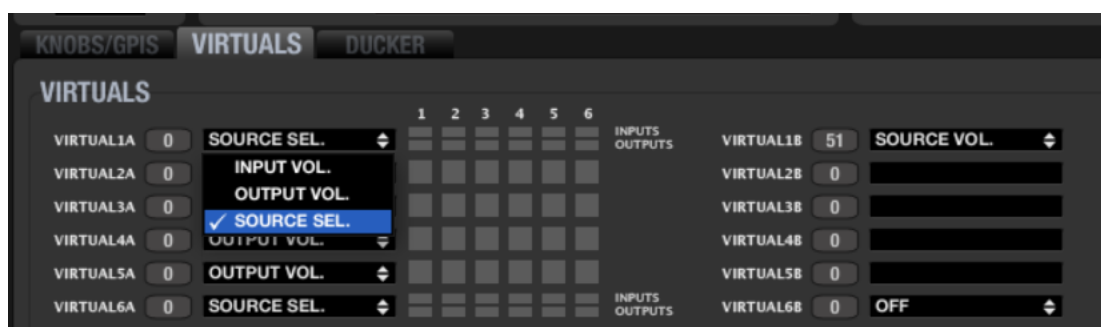 KNOBS/GPIS VIRTUALS DUCKER
VIRTUALS
1 2 3 4 5 6
VIRTUAL1A 0 SOURCE SEL. INPUTS OUTPUTS VIRTUAL1B 51 SOURCE VOL.
VIRTUAL2A 0 INPUT VOL. VIRTUAL2B 0
VIRTUAL3A 0 OUTPUT VOL. VIRTUAL3B 0
✓ SOURCE SEL.
VIRTUAL4A 0 OUTPUT VOL. VIRTUAL4B 0
VIRTUAL5A 0 OUTPUT VOL. VIRTUAL5B 0
VIRTUAL6A 0 SOURCE SEL. INPUTS OUTPUTS VIRTUAL6B 0 OFF